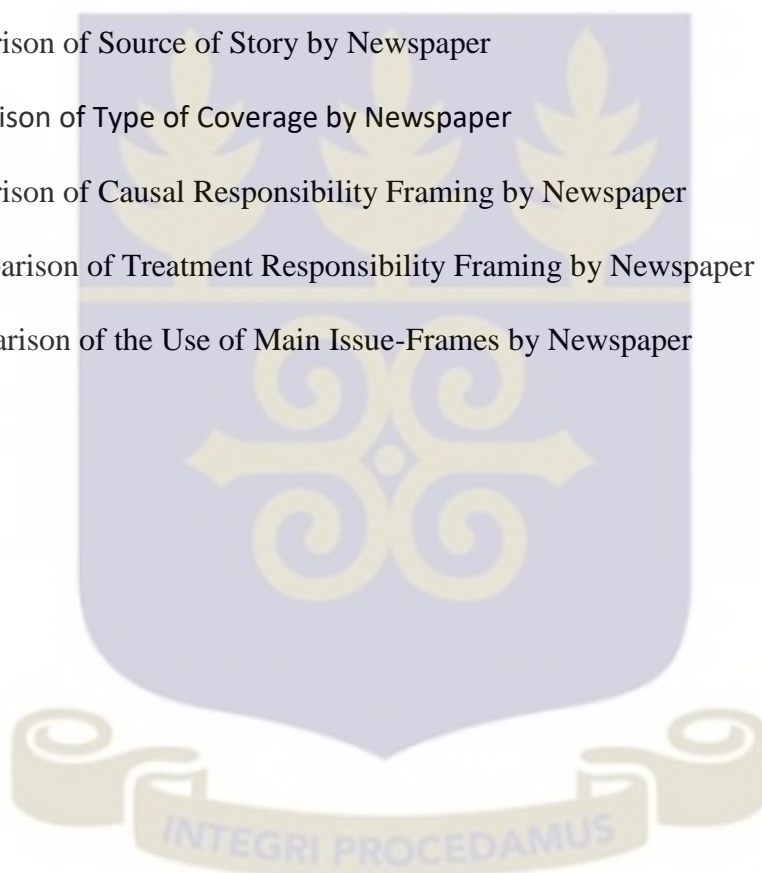 rison of Source of Story by Newspaper
ison of Type of Coverage by Newspaper
rison of Causal Responsibility Framing by Newspaper
arison of Treatment Responsibility Framing by Newspaper
arison of the Use of Main Issue-Frames by Newspaper
INTEGRI PROCEDAMUS